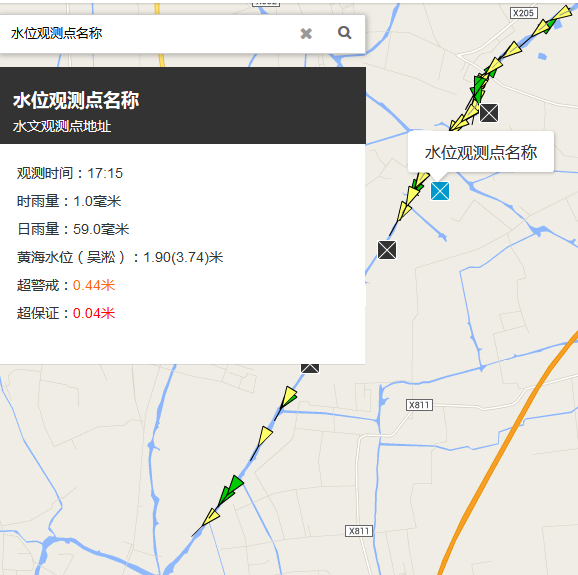 水位观测点名称
水位观测点名称
水文观测点地址
观测时间：17:15
时雨量：1.0毫米
日雨量：59.0毫米
黄海水位（吴淞）：1.90(3.74)米
超警戒：0.44米
超保证：0.04米
X205
水位观测点名称
X811
X811